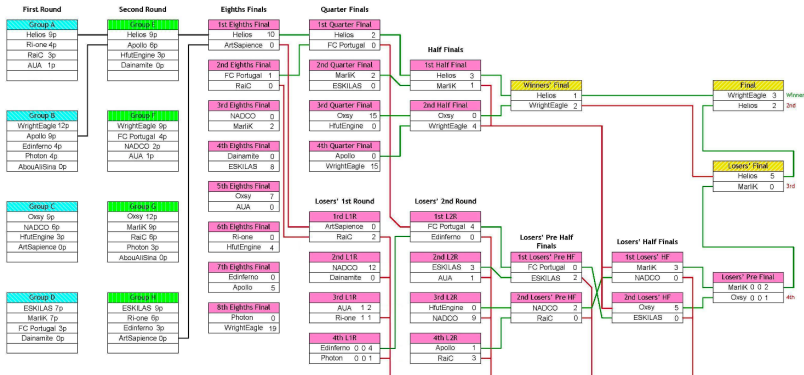 First Round
Second Round
Eighths Finals
Quarter Finals
Group A
Helios 9p
Ri-one 4p
RaiC 3p
AUA 1p
Group B
WrightEagle 12p
Apollo 9p
Edinferno 4p
Photon 4p
AbouAliSina 0p
Group C
Oxsy 9p
NADCO 6p
HfutEngine 3p
ArtSapience 0p
Group D
ESKILAS 7p
MarliK 7p
FC Portugal 3p
Dainamite 0p
Group E
Helios 9p
Apollo 6p
HfutEngine 3p
Dainamite 0p
Group F
WrightEagle 9p
FC Portugal 4p
NADCO 2p
AUA 1p
Group G
Oxsy 12p
MarliK 9p
RaiC 6p
Photon 3p
AbouAliSina 0p
Group H
ESKILAS 9p
Ri-one 6p
Edinferno 3p
ArtSapience 0p
1st Eighths Final
Helios 10
ArtSapience 0
2nd Eighths Final
FC Portugal 1
RaiC 0
3rd Eighths Final
NADCO 0
MarliK 2
4th Eighths Final
Dainamite 0
ESKILAS 8
5th Eighths Final
Oxsy 7
AUA 0
6th Eighths Final
Ri-one 0
HfutEngine 4
7th Eighths Final
Edinferno 0
Apollo 5
8th Eighths Final
Photon 0
WrightEagle 19
1st Quarter Final
Helios 2
FC Portugal 0
2nd Quarter Final
MarliK 2
ESKILAS 0
3rd Quarter Final
Oxsy 15
HfutEngine 0
4th Quarter Final
Apollo 0
WrightEagle 15
Half Finals
1st Half Final
Helios 3
MarliK 1
2nd Half Final
Oxsy 0
WrightEagle 4
Winners' Final
Helios 1
WrightEagle 2
Final
WrightEagle 3 Winner
Helios 2 2nd
Losers' Final
Helios 5
MarliK 0 3rd
Losers' 1st Round
1rd L1R
ArtSapience 0
RaiC 2
2nd L1R
NADCO 12
Dainamite 0
3rd L1R
AUA 1 2
Ri-one 1 1
4th L1R
Edinferno 0 0 4
Photon 0 0 1
Losers' 2nd Round
1st L2R
FC Portugal 4
Edinferno 0
2nd L2R
ESKILAS 3
AUA 1
3rd L2R
HfutEngine 0
NADCO 9
4th L2R
Apollo 1
RaiC 3
Losers' Pre Half
Finals
1st Losers' Pre HF
FC Portugal 0
ESKILAS 2
2nd Losers' Pre HF
NADCO 2
RaiC 0
Losers' Half Finals
1st Losers' HF
MarliK 3
NADCO 0
2nd Losers' HF
Oxsy 5
ESKILAS 0
Losers' Pre Final
MarliK 0 0 2
Oxsy 0 0 1 4th